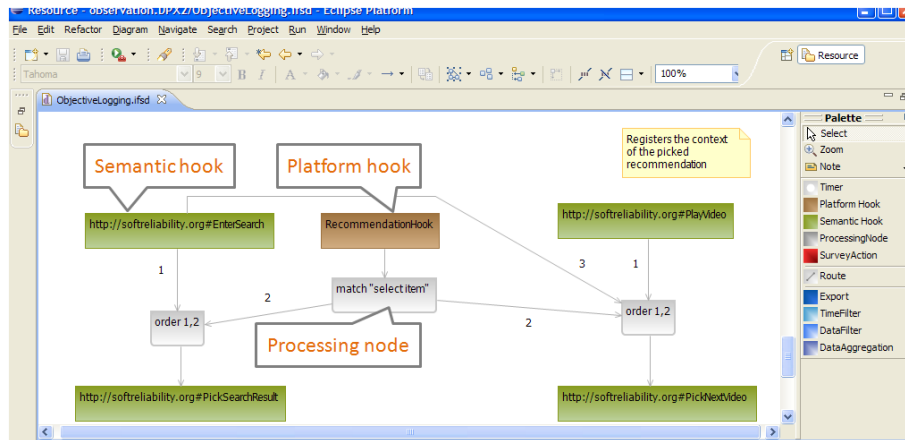 Resource - observation.DPX2/ObjectiveLogging.ifsd - Eclipse Platform
File Edit Refactor Diagram Navigate Search Project Run Window Help
Resource
Tahoma 9 B I A 100%
ObjectiveLogging.ifsd
Palette
Select
Zoom
Note
Timer
Platform Hook
Semantic Hook
ProcessingNode
SurveyAction
Route
Export
TimeFilter
DataFilter
DataAggregation
Registers the context
of the picked
recommendation
Semantic hook
Platform hook
http://softreliability.org#EnterSearch
RecommendationHook
http://softreliability.org#PlayVideo
1
3
1
match "select item"
2
2
order 1,2
order 1,2
Processing node
http://softreliability.org#PickSearchResult
http://softreliability.org#PickNextVideo